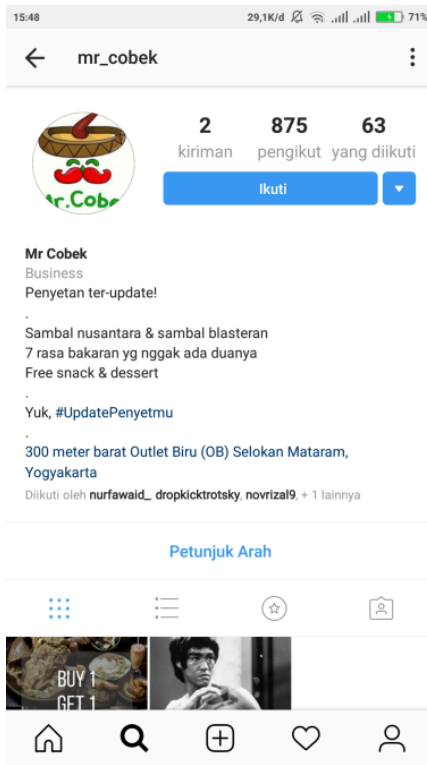 15:48 29,1K/d 71%
mr_cobek
2 875 63
kiriman pengikut yang diikuti
Ikuti
Mr Cobek
Business
Penyetan ter-update!
.
Sambal nusantara & sambal blasteran
7 rasa bakaran yg nggak ada duanya
Free snack & dessert
.
Yuk, #UpdatePenyetmu
.
300 meter barat Outlet Biru (OB) Selokan Mataram,
Yogyakarta
Diikuti oleh nurfawaid_, dropkicktrotsky, novrizal9, + 1 lainnya
Petunjuk Arah
BUY 1
GET 1